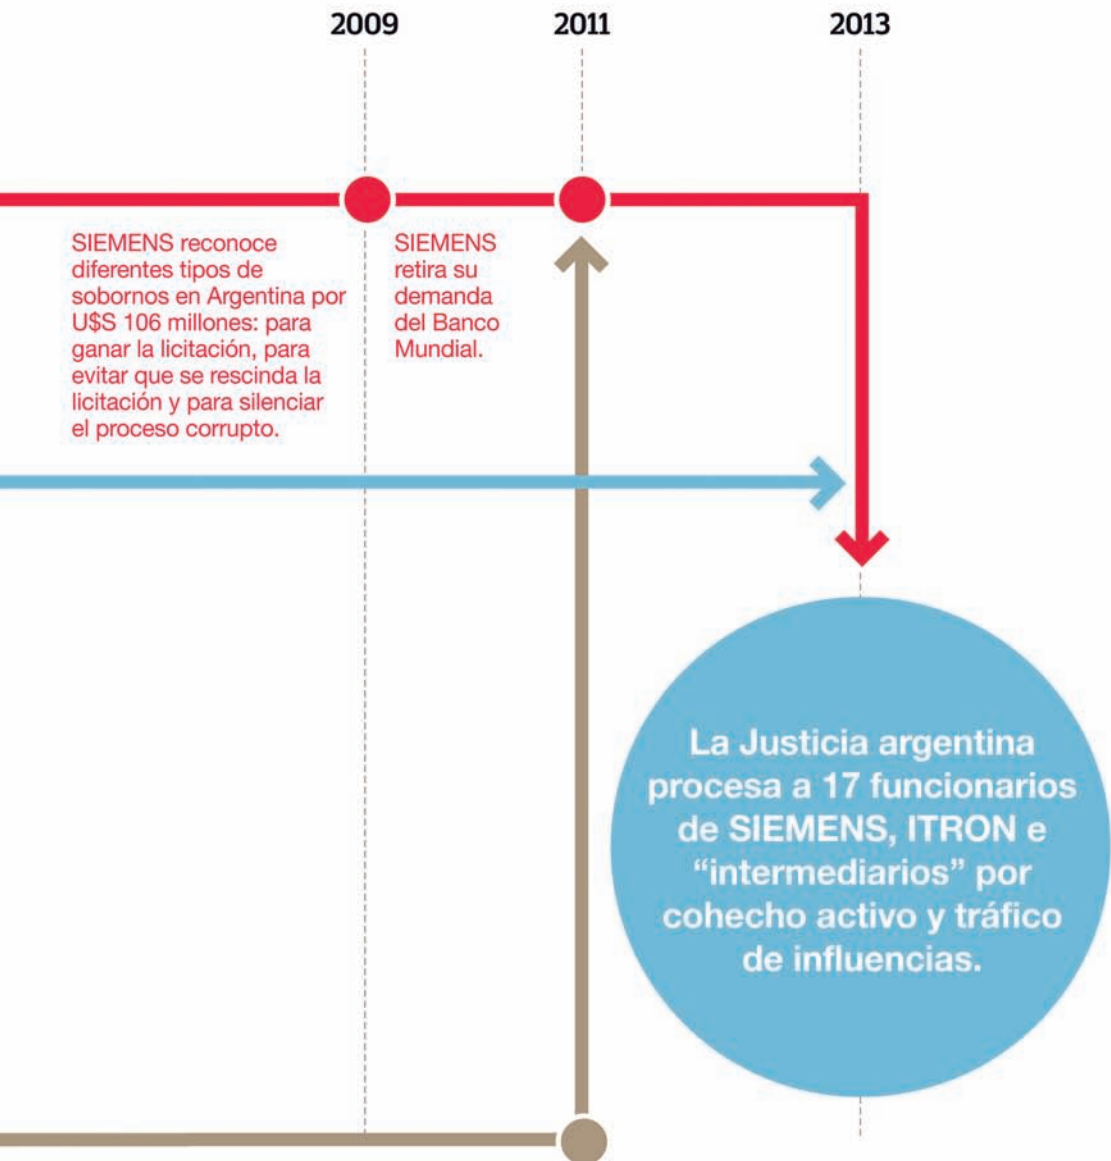 2009
2011
2013
SIEMENS reconoce
diferentes tipos de
sobornos en Argentina por
U$S 106 millones: para
ganar la licitación, para
evitar que se rescinda la
licitación y para silenciar
el proceso corrupto.
SIEMENS
retira su
demanda
del Banco
Mundial.
La Justicia argentina
procesa a 17 funcionarios
de SIEMENS, ITRON e
“intermediarios” por
cohecho activo y tráfico
de influencias.